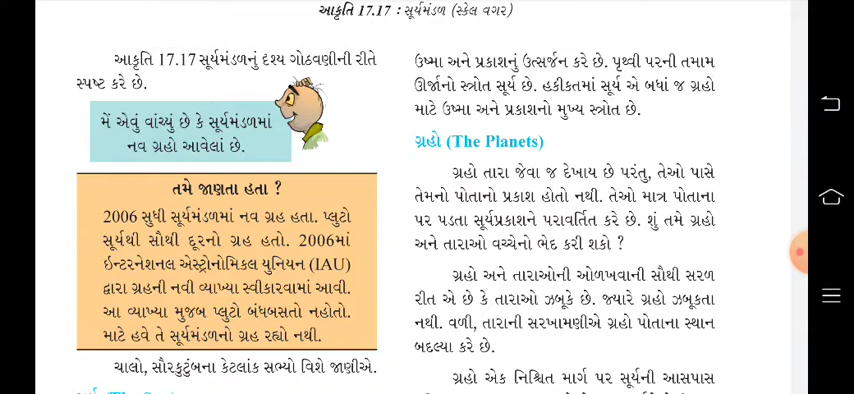 આકૃતિ 17.17 : સૂર્યમંડળ (સ્કેલ વગર)
આકૃતિ 17.17 સૂર્યમંડળનું દૃશ્ય ગોઠવણીની રીતે
સ્પષ્ટ કરે છે.
મેં એવું વાંચ્યું છે કે સૂર્યમંડળમાં
નવ ગ્રહો આવેલાં છે.
તમે જાણતા હતા ?
2006 સુધી સૂર્યમંડળમાં નવ ગ્રહ હતા. પ્લુટો
સૂર્યથી સૌથી દૂરનો ગ્રહ હતો. 2006માં
ઇન્ટરનેશનલ એસ્ટ્રોનોમિકલ યુનિયન (IAU)
દ્વારા ગ્રહની નવી વ્યાખ્યા સ્વીકારવામાં આવી.
આ વ્યાખ્યા મુજબ પ્લુટો બંધબસતો નહોતો.
માટે હવે તે સૂર્યમંડળનો ગ્રહ રહ્યો નથી.
ચાલો, સૌરકુટુંબના કેટલાંક સભ્યો વિશે જાણીએ.
ઉષ્મા અને પ્રકાશનું ઉત્સર્જન કરે છે. પૃથ્વી પરની તમામ
ઊર્જાનો સ્ત્રોત સૂર્ય છે. હકીકતમાં સૂર્ય એ બધાં જ ગ્રહો
માટે ઉષ્મા અને પ્રકાશનો મુખ્ય સ્ત્રોત છે.
ગ્રહો (The Planets)
ગ્રહો તારા જેવા જ દેખાય છે પરંતુ, તેઓ પાસે
તેમનો પોતાનો પ્રકાશ હોતો નથી. તેઓ માત્ર પોતાના
પર પડતા સૂર્યપ્રકાશને પરાવર્તિત કરે છે. શું તમે ગ્રહો
અને તારાઓ વચ્ચેનો ભેદ કરી શકો ?
ગ્રહો અને તારાઓની ઓળખવાની સૌથી સરળ
રીત એ છે કે તારાઓ ઝબૂકે છે. જ્યારે ગ્રહો ઝબૂકતા
નથી. વળી, તારાની સરખામણીએ ગ્રહો પોતાના સ્થાન
બદલ્યા કરે છે.
ગ્રહો એક નિશ્ચિત માર્ગ પર સૂર્યની આસપાસ